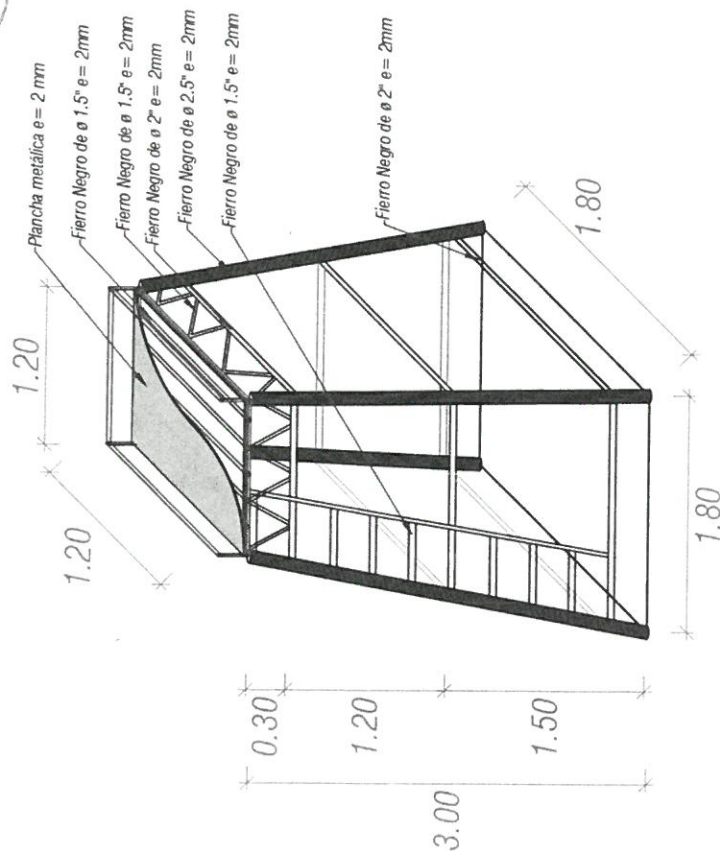 Plancha metálica e= 2 mm
Fierro Negro de ø 1.5" e= 2mm
Fierro Negro de ø 1.5" e= 2mm
Fierro Negro de ø 2" e= 2mm
Fierro Negro de ø 2.5" e= 2mm
Fierro Negro de ø 1.5" e= 2mm
Fierro Negro de ø 2" e= 2mm
1.20
1.20
1.80
0.30
1.20
1.50
3.00
1.80